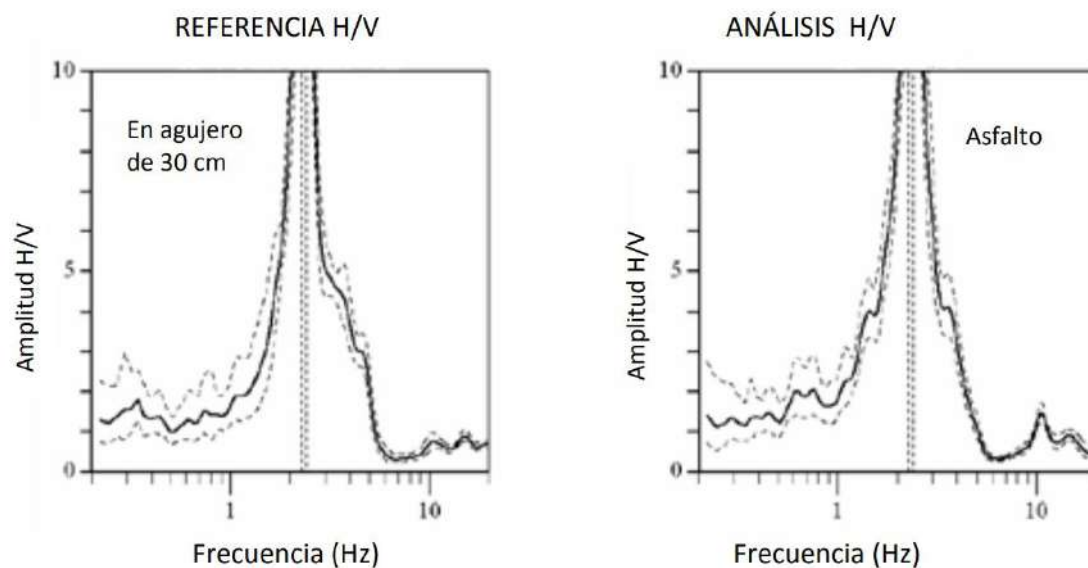 REFERENCIA H/V
10
En agujero
de 30 cm
5
0
1
10
Amplitud H/V
Frecuencia (Hz)
ANÁLISIS H/V
10
Asfalto
5
0
1
10
Amplitud H/V
Frecuencia (Hz)